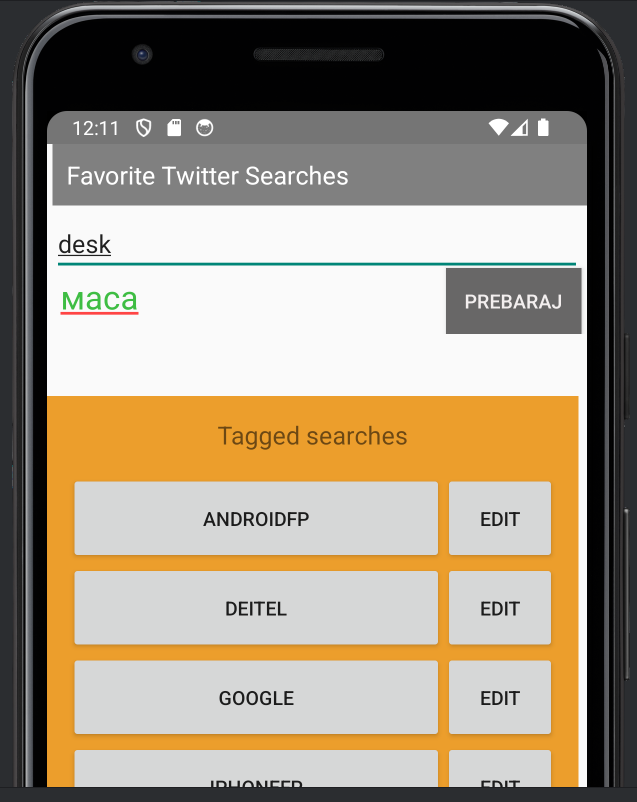 12:11
Favorite Twitter Searches
desk
маса
PREBARAJ
Tagged searches
ANDROIDFP EDIT
DEITEL EDIT
GOOGLE EDIT
IPHONEFP EDIT